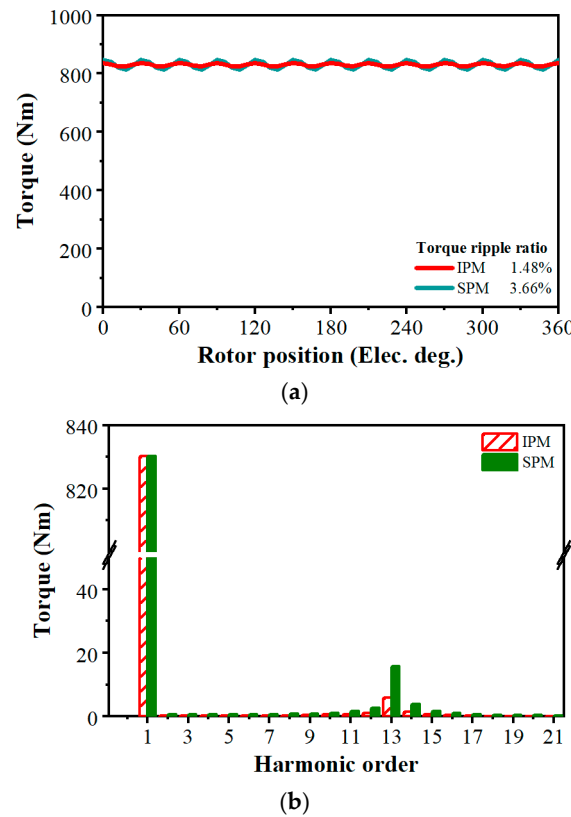 (a)
1000
800
600
400
200
0
Torque (Nm)
Torque ripple ratio
IPM 1.48%
SPM 3.66%
0 60 120 180 240 300 360
Rotor position (Elec. deg.)
(a)
840
820
40
20
0
Torque (Nm)
IPM
SPM
1 3 5 7 9 11 13 15 17 19 21
Harmonic order
(b)